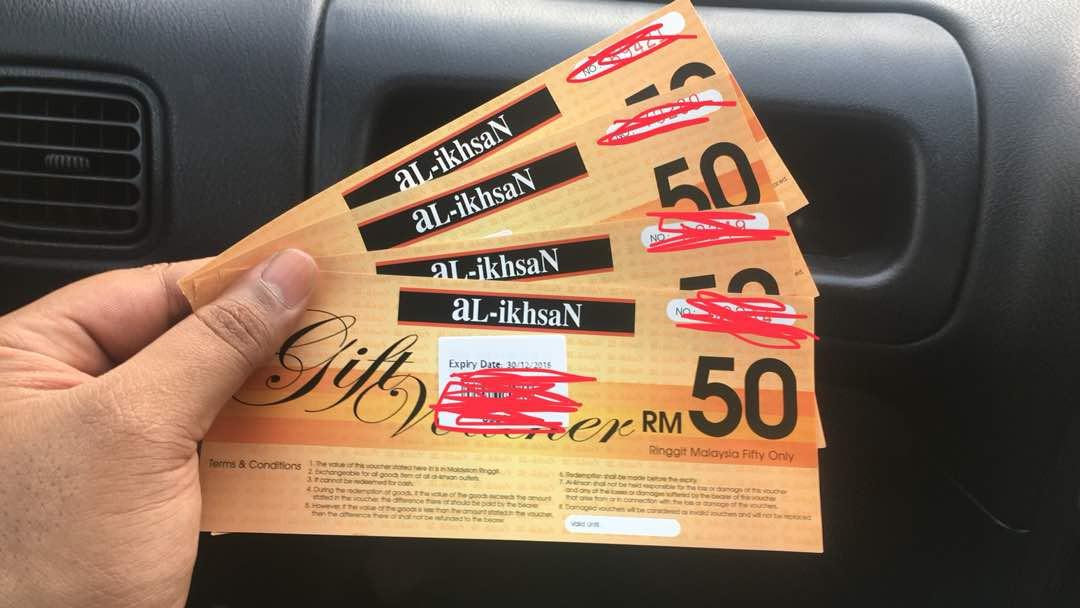 aL-ikhsaN
aL-ikhsaN
50
NO.:
aL-ikhsaN
50
NO.:
aL-ikhsaN
Gift Voucher
Expiry Date: 30/12/2016
RM 50
Ringgit Malaysia Fifty Only
Terms & Conditions
1. The value of this voucher stated here in is in Malaysian Ringgit.
2. Exchangeable for all goods item at all al-ikhsan outlets.
3. It cannot be redeemed for cash.
4. During the redemption of goods, if the value of the goods exceeds the amount
stated in the voucher, the difference there of should be paid by the bearer.
5. However, if the value of the goods is less than the amount stated in the voucher,
then the difference there of shall not be refunded to the bearer.
6. Redemption shall be made before the expiry.
7. Al-ikhsan shall not be held responsible for the loss or damage of this voucher
and any of the losses or damages suffered by the bearer of this voucher
that arise from or in connection with the loss or damage of the vouchers.
8. Damaged vouchers will be considered as invalid vouchers and will not be replaced.
Valid Until: